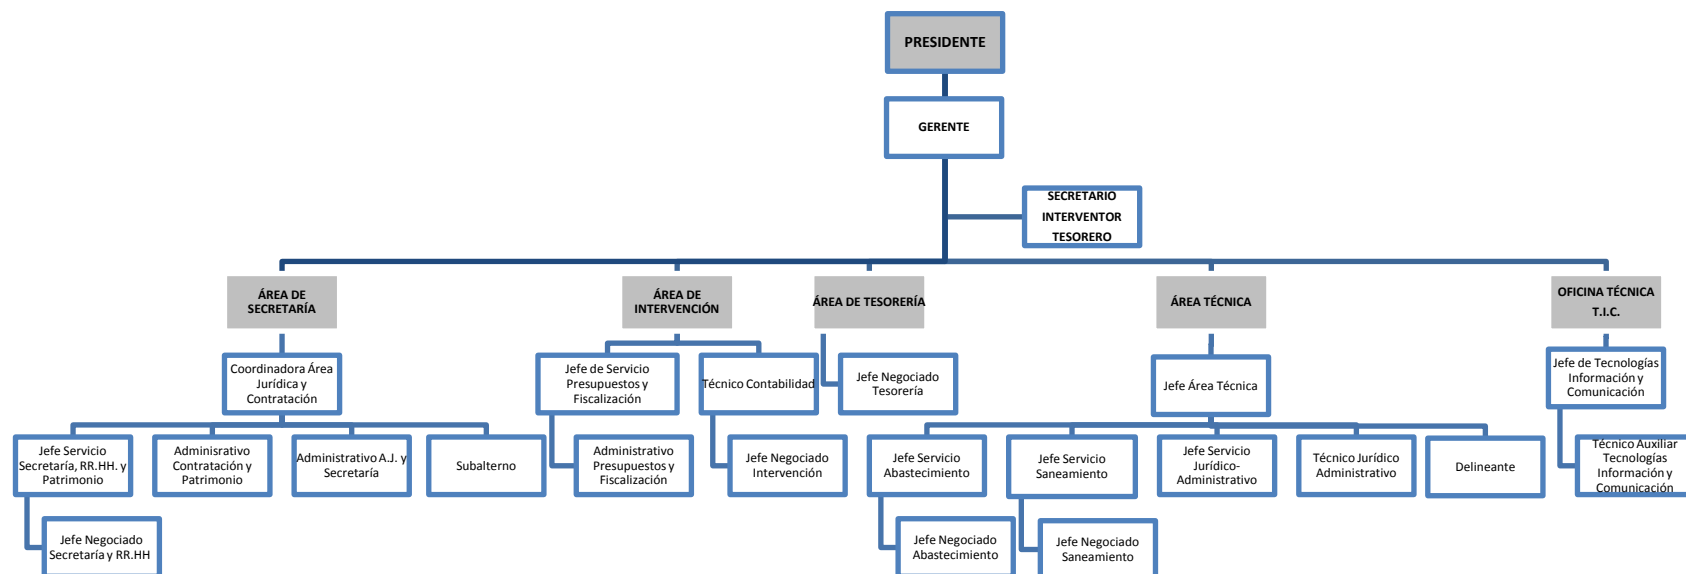 PRESIDENTE
GERENTE
SECRETARIO
INTERVENTOR
TESORERO
ÁREA DE
SECRETARÍA
ÁREA DE
INTERVENCIÓN
ÁREA DE TESORERÍA
ÁREA TÉCNICA
OFICINA TÉCNICA
T.I.C.
Coordinadora Área
Jurídica y
Contratación
Jefe de Servicio
Presupuestos y
Fiscalización
Técnico Contabilidad
Jefe Negociado
Tesorería
Jefe Área Técnica
Jefe de Tecnologías
Información y
Comunicación
Jefe Servicio
Secretaría, RR.HH. y
Patrimonio
Adminisrativo
Contratación y
Patrimonio
Administrativo A.J. y
Secretaría
Subalterno
Administrativo
Presupuestos y
Fiscalización
Jefe Negociado
Intervención
Jefe Servicio
Abastecimiento
Jefe Servicio
Saneamiento
Jefe Servicio
Jurídico-
Administrativo
Técnico Jurídico
Administrativo
Delineante
Técnico Auxiliar
Tecnologías
Información y
Comunicación
Jefe Negociado
Secretaría y RR.HH
Jefe Negociado
Abastecimiento
Jefe Negociado
Saneamiento